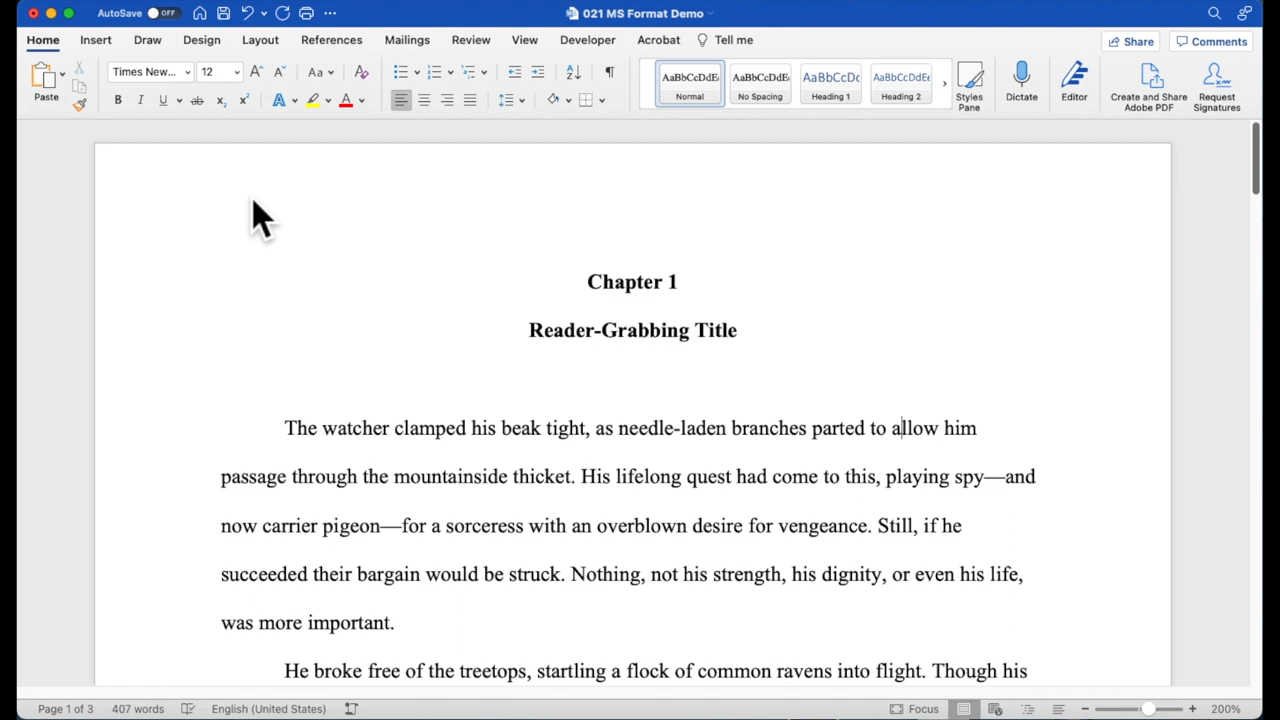 AutoSave OFF ••• 021 MS Format Demo
Home Insert Draw Design Layout References Mailings Review View Developer Acrobat Tell me Share Comments
Times New... 12 Aa
Paste B I U ab x₂ x² A A
AaBbCcDdEe AaBbCcDdEe AaBbCcDc AaBbCcDdEe
Normal No Spacing Heading 1 Heading 2
Styles Pane
Dictate
Editor
Create and Share Adobe PDF
Request Signatures
Chapter 1
Reader-Grabbing Title
The watcher clamped his beak tight, as needle-laden branches parted to allow him
passage through the mountainside thicket. His lifelong quest had come to this, playing spy—and
now carrier pigeon—for a sorceress with an overblown desire for vengeance. Still, if he
succeeded their bargain would be struck. Nothing, not his strength, his dignity, or even his life,
was more important.
He broke free of the treetops, startling a flock of common ravens into flight. Though his
Page 1 of 3 407 words English (United States) Focus 200%